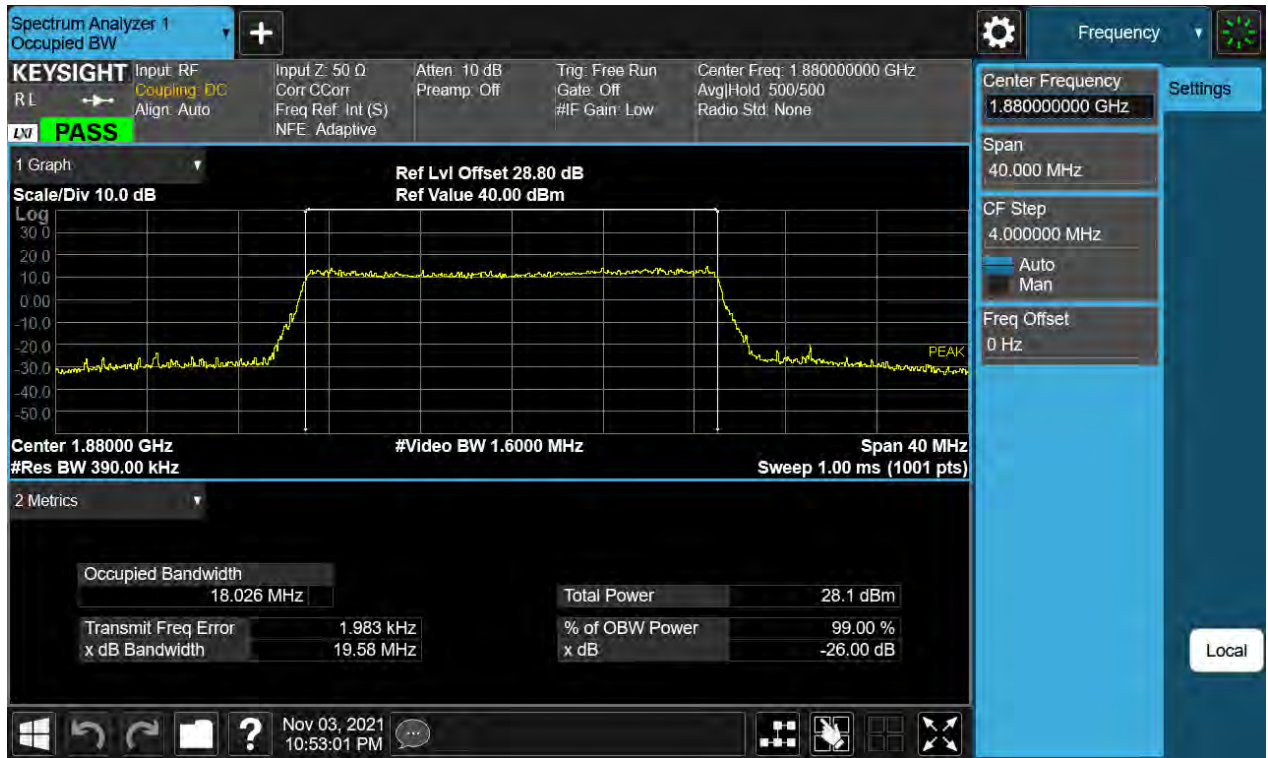 Spectrum Analyzer 1
Occupied BW
Frequency
KEYSIGHT
RL
LXI
PASS
Input: RF
Coupling: DC
Align: Auto
Input Z: 50 Ω
Corr CCorr
Freq Ref: Int (S)
NFE: Adaptive
Atten: 10 dB
Preamp: Off
Trig: Free Run
Gate: Off
#IF Gain: Low
Center Freq: 1.880000000 GHz
Avg|Hold: 500/500
Radio Std: None
Center Frequency
1.880000000 GHz
Settings
Span
40.000 MHz
CF Step
4.000000 MHz
Auto
Man
Freq Offset
0 Hz
1 Graph
Ref Lvl Offset 28.80 dB
Scale/Div 10.0 dB
Ref Value 40.00 dBm
Log
30.0
20.0
10.0
0.00
-10.0
-20.0
-30.0
-40.0
-50.0
PEAK
Center 1.88000 GHz
#Video BW 1.6000 MHz
Span 40 MHz
#Res BW 390.00 kHz
Sweep 1.00 ms (1001 pts)
2 Metrics
Occupied Bandwidth
18.026 MHz
Total Power 28.1 dBm
Transmit Freq Error 1.983 kHz
% of OBW Power 99.00 %
x dB Bandwidth 19.58 MHz
x dB -26.00 dB
Local
?
Nov 03, 2021
10:53:01 PM